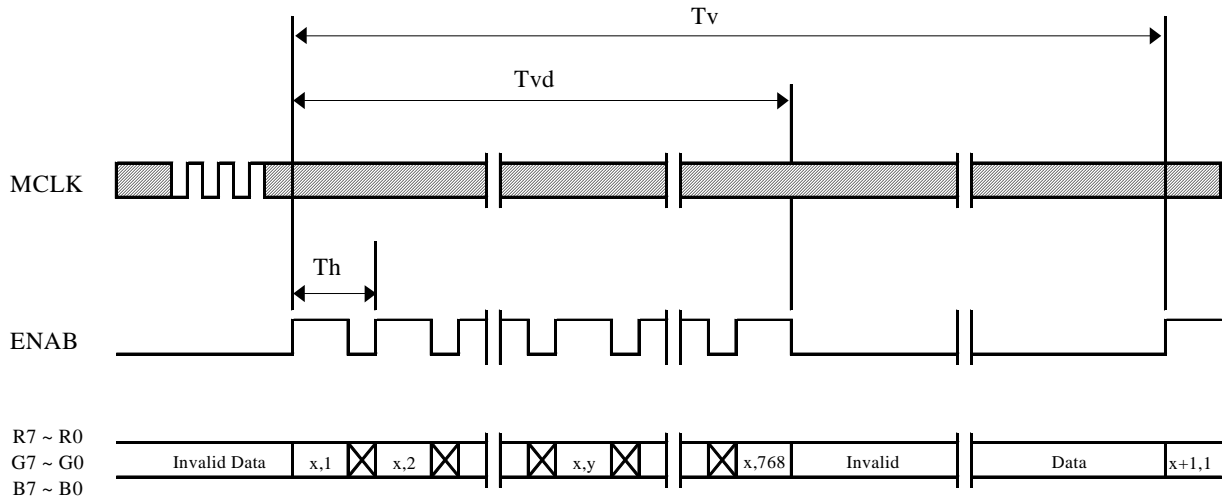 Tv
Tvd
MCLK
Th
ENAB
R7 ~ R0
G7 ~ G0
B7 ~ B0
Invalid Data
x,1
x,2
x,y
x,768
Invalid
Data
x+1,1